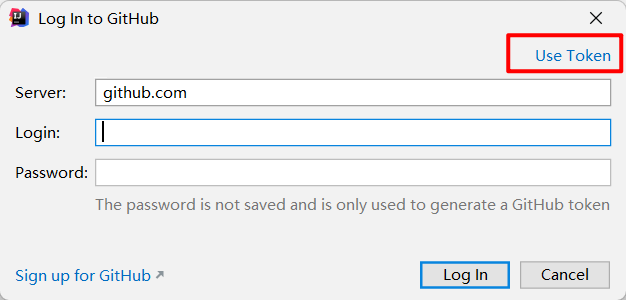 Log In to GitHub
Use Token
Server: github.com
Login:
Password:
The password is not saved and is only used to generate a GitHub token
Sign up for GitHub ↗ Log In Cancel